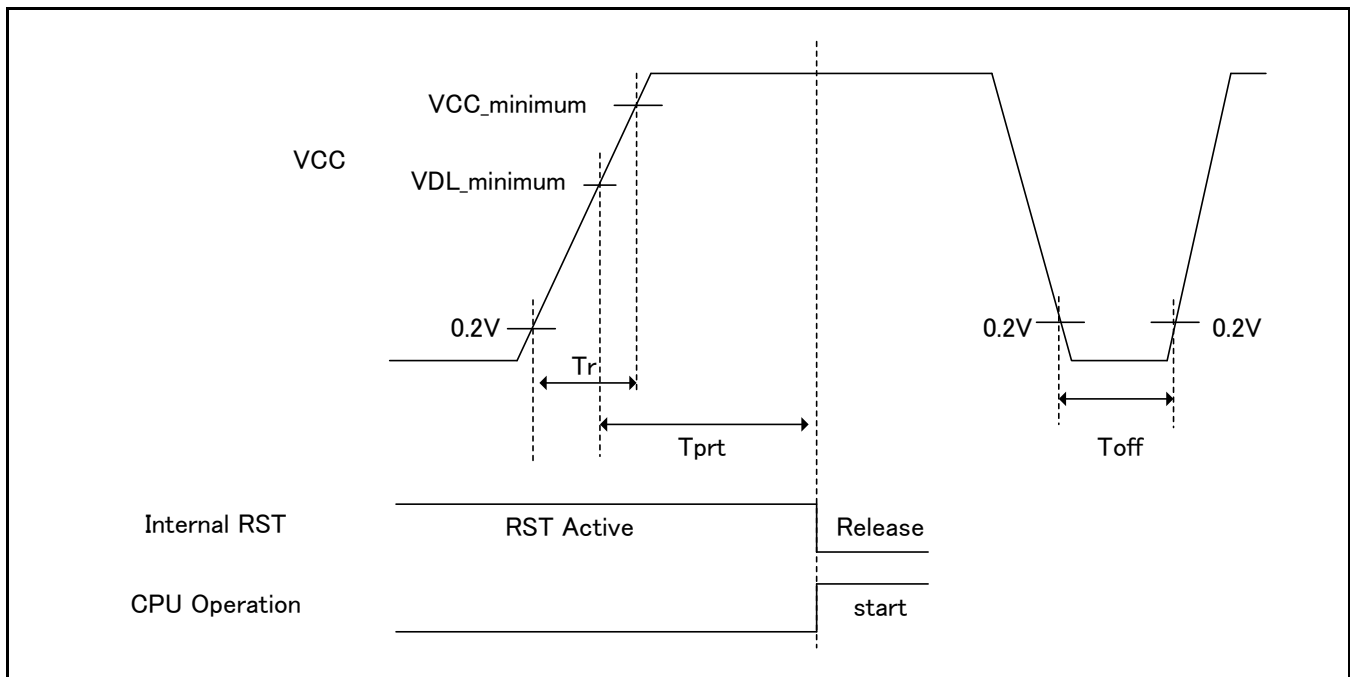 VCC_minimum
VCC
VDL_minimum
0.2V
0.2V
0.2V
Tr
Tprt
Toff
Internal RST
RST Active
Release
CPU Operation
start